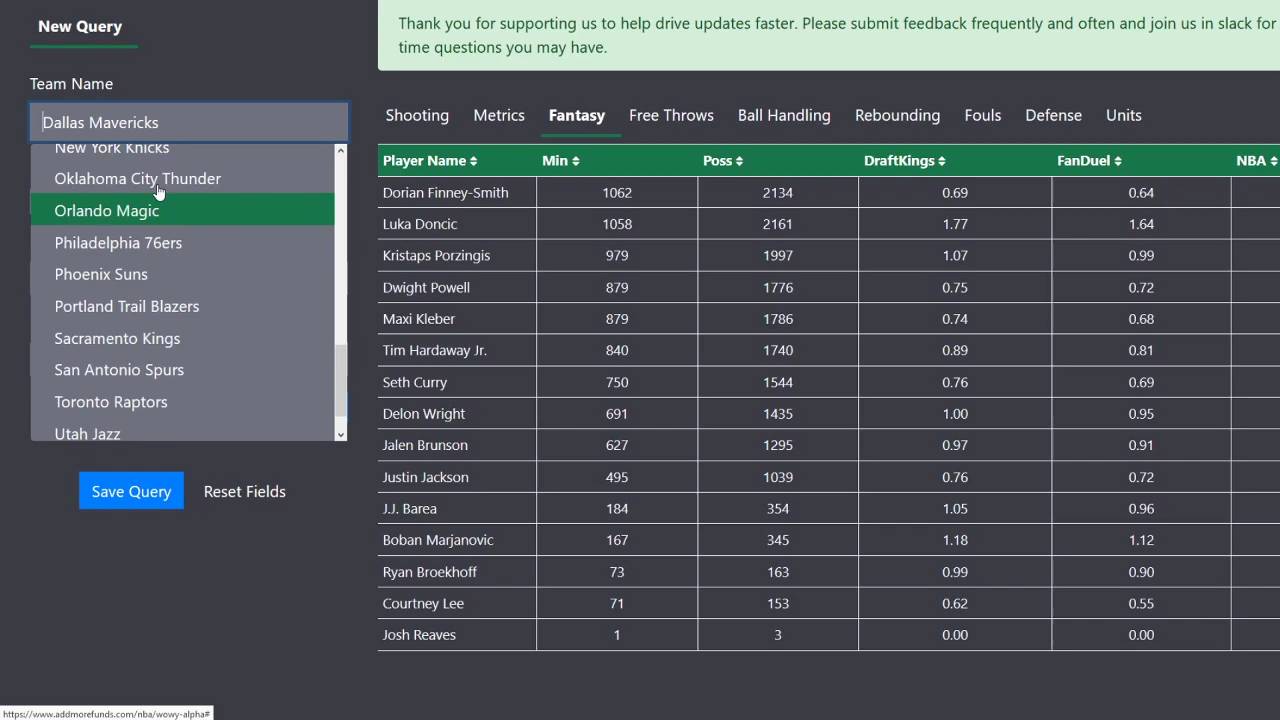 New Query
Thank you for supporting us to help drive updates faster. Please submit feedback frequently and often and join us in slack for
time questions you may have.
Team Name
Dallas Mavericks
New York Knicks
Oklahoma City Thunder
Orlando Magic
Philadelphia 76ers
Phoenix Suns
Portland Trail Blazers
Sacramento Kings
San Antonio Spurs
Toronto Raptors
Utah Jazz
Save Query Reset Fields
Shooting Metrics Fantasy Free Throws Ball Handling Rebounding Fouls Defense Units
Player Name Min Poss DraftKings FanDuel NBA
Dorian Finney-Smith 1062 2134 0.69 0.64
Luka Doncic 1058 2161 1.77 1.64
Kristaps Porzingis 979 1997 1.07 0.99
Dwight Powell 879 1776 0.75 0.72
Maxi Kleber 879 1786 0.74 0.68
Tim Hardaway Jr. 840 1740 0.89 0.81
Seth Curry 750 1544 0.76 0.69
Delon Wright 691 1435 1.00 0.95
Jalen Brunson 627 1295 0.97 0.91
Justin Jackson 495 1039 0.76 0.72
J.J. Barea 184 354 1.05 0.96
Boban Marjanovic 167 345 1.18 1.12
Ryan Broekhoff 73 163 0.99 0.90
Courtney Lee 71 153 0.62 0.55
Josh Reaves 1 3 0.00 0.00
https://www.addmorefunds.com/nba/wowy-alpha#